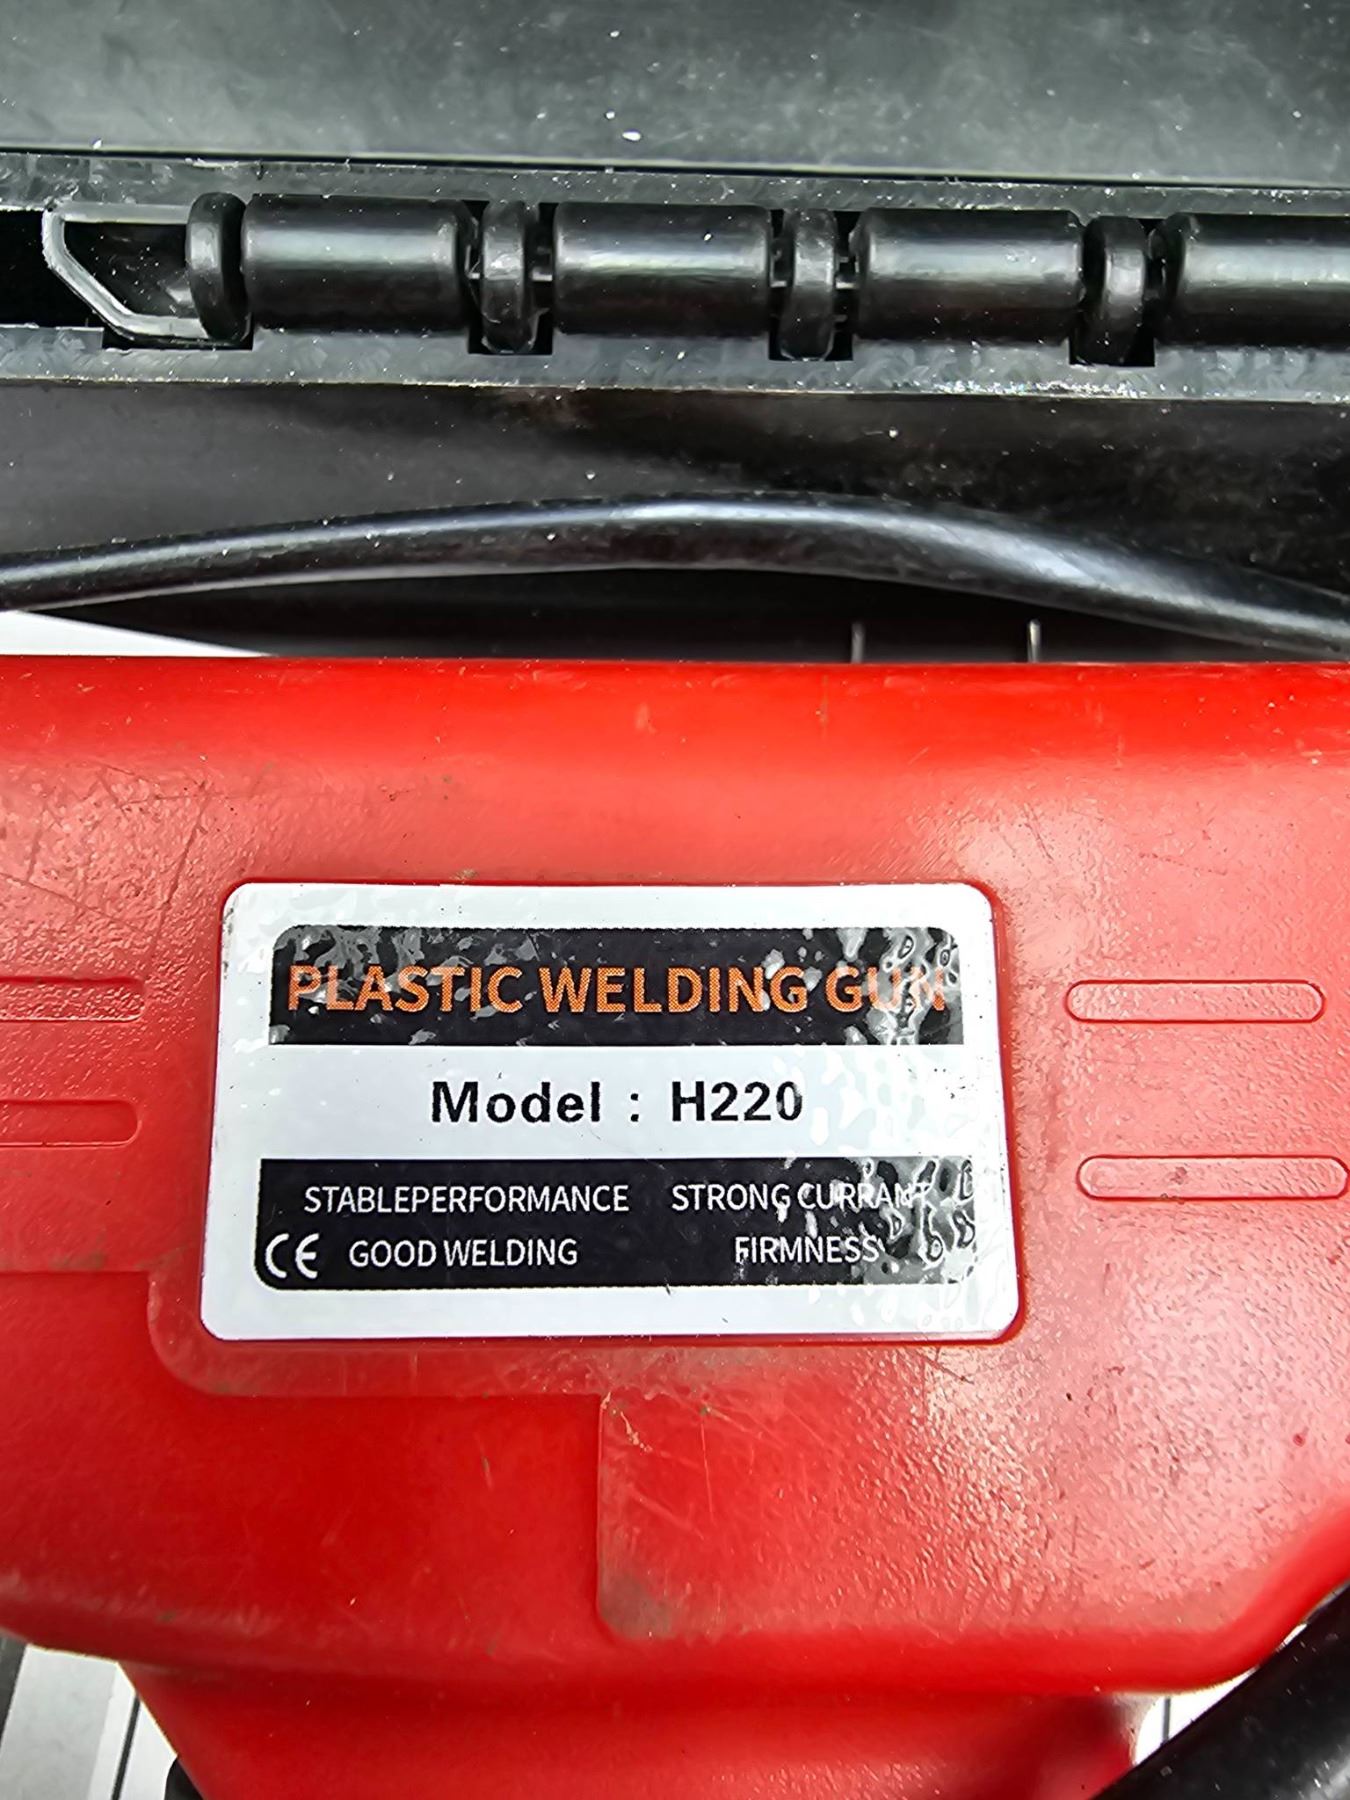 PLASTIC WELDING GUN
Model : H220
STABLEPERFORMANCE STRONG CURRANT
CE GOOD WELDING FIRMNESS